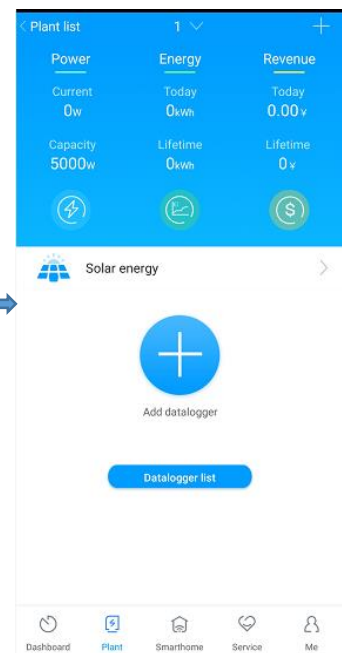 Plant list 1
Power Energy Revenue
Current Today Today
0w 0kWh 0.00 ¥
Capacity Lifetime Lifetime
5000w 0kWh 0 ¥
Solar energy
Add datalogger
Datalogger list
Dashboard Plant Smarthome Service Me